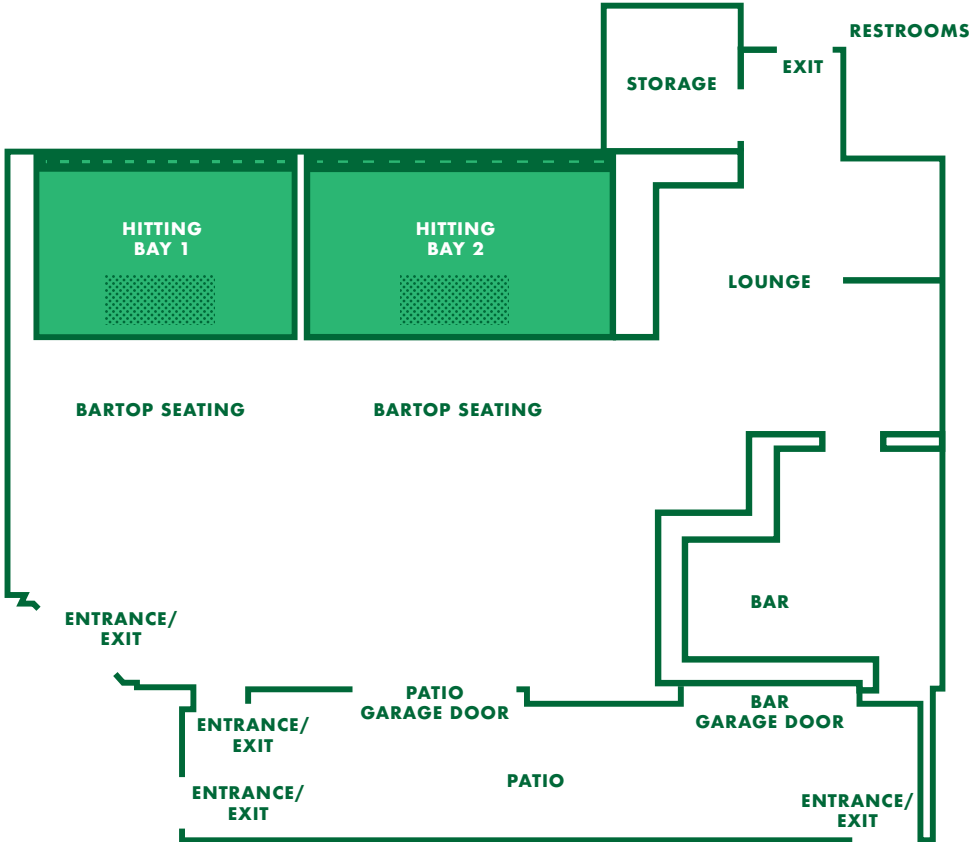 RESTROOMS
EXIT
STORAGE
HITTING
BAY 1
HITTING
BAY 2
LOUNGE
BARTOP SEATING
BARTOP SEATING
BAR
ENTRANCE/
EXIT
PATIO
GARAGE DOOR
BAR
GARAGE DOOR
ENTRANCE/
EXIT
PATIO
ENTRANCE/
EXIT
ENTRANCE/
EXIT